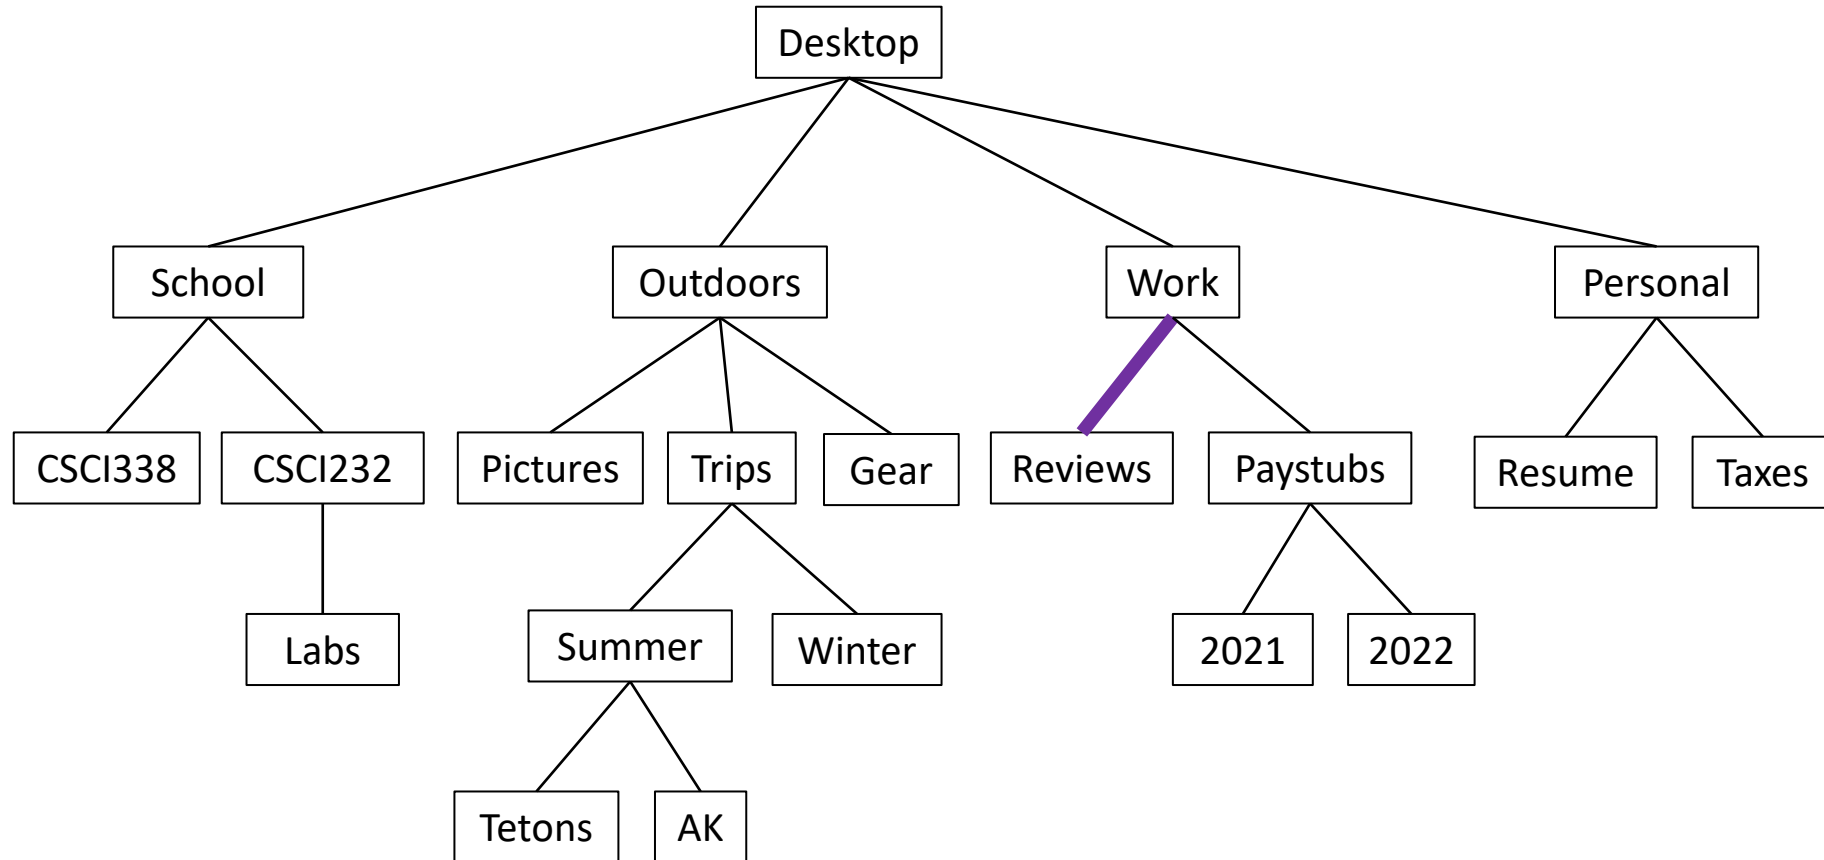 Desktop
School
Outdoors
Work
Personal
CSCI338
CSCI232
Pictures
Trips
Gear
Reviews
Paystubs
Resume
Taxes
Labs
Summer
Winter
2021
2022
Tetons
AK